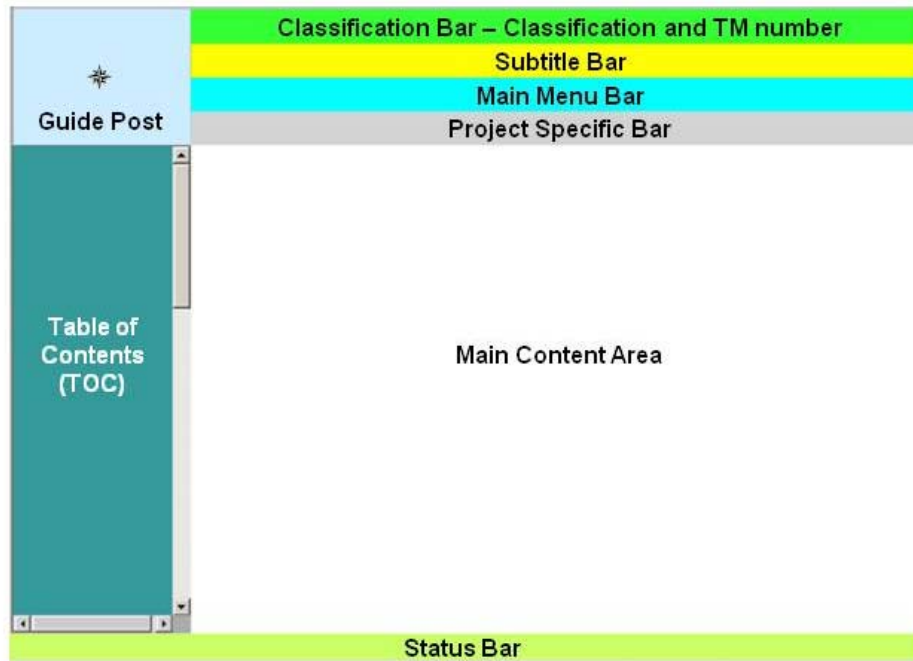 Classification Bar – Classification and TM number
Subtitle Bar
Main Menu Bar
Guide Post
Project Specific Bar
Table of
Contents
(TOC)
Main Content Area
Status Bar